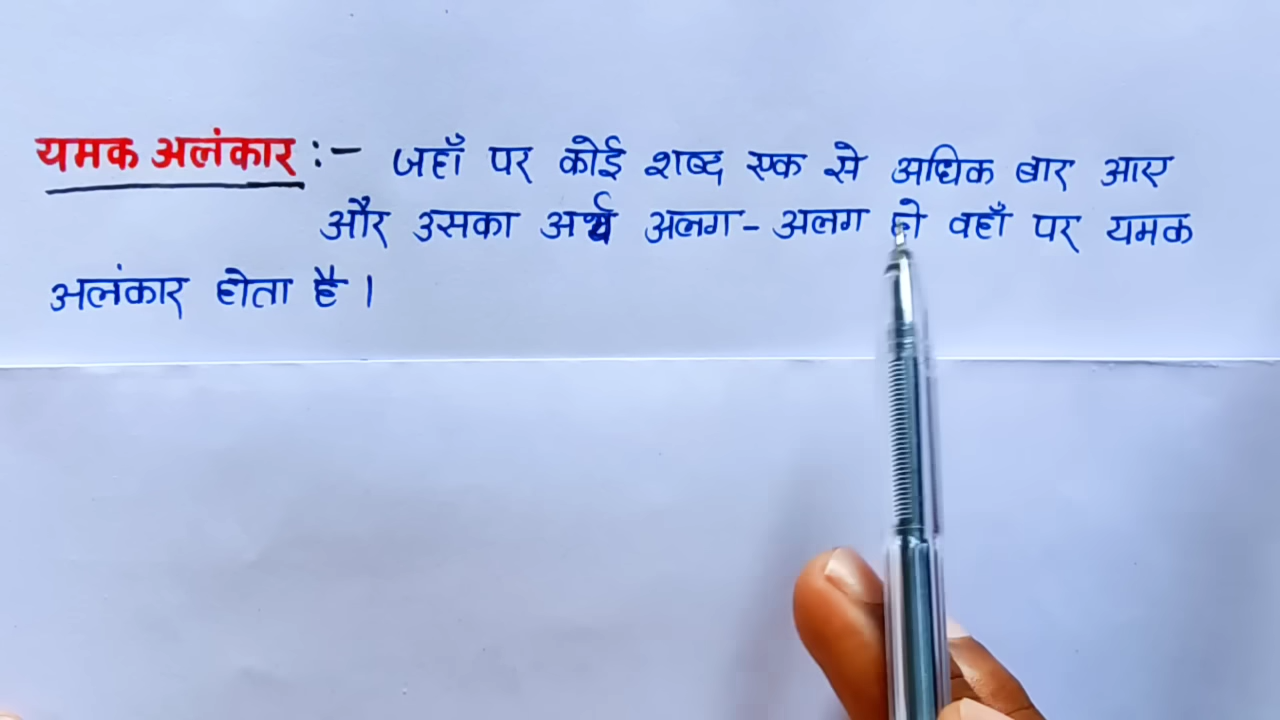 यमक अलंकार :- जहाँ पर कोई शब्द एक से अधिक बार आए
और उसका अर्थ अलग - अलग हो वहाँ पर यमक
अलंकार होता है ।